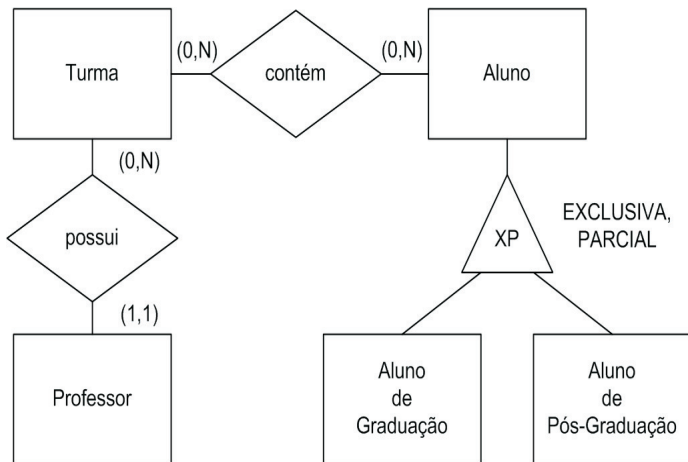 Turma
(0,N)
contém
(0,N)
Aluno
(0,N)
possui
(1,1)
Professor
XP
EXCLUSIVA,
PARCIAL
Aluno
de
Graduação
Aluno
de
Pós-Graduação